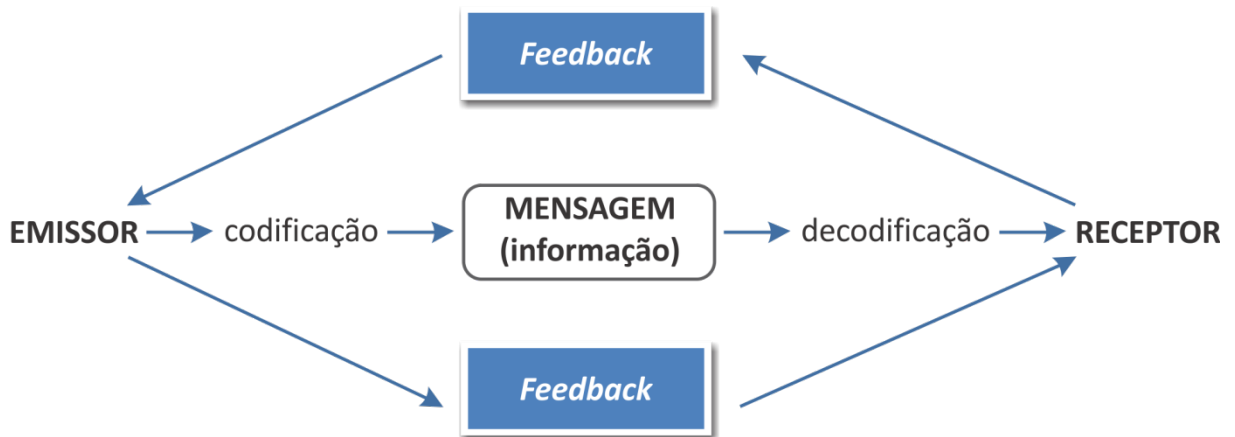 Feedback
EMISSOR
codificação
MENSAGEM
(informação)
decodificação
RECEPTOR
Feedback